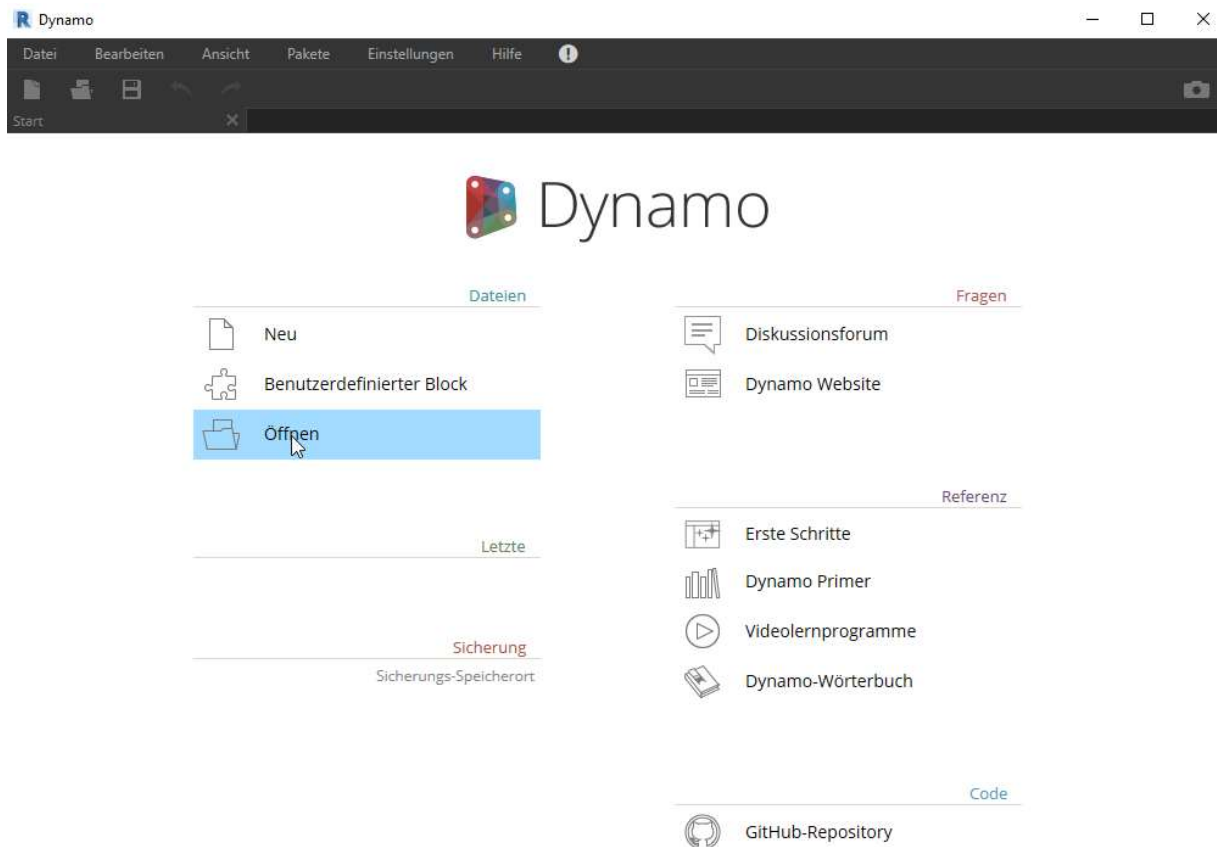 Dynamo
Datei Bearbeiten Ansicht Pakete Einstellungen Hilfe
Start
Dynamo
Dateien
Neu
Benutzerdefinierter Block
Öffnen
Letzte
Sicherung
Sicherungs-Speicherort
Fragen
Diskussionsforum
Dynamo Website
Referenz
Erste Schritte
Dynamo Primer
Videolernprogramme
Dynamo-Wörterbuch
Code
GitHub-Repository